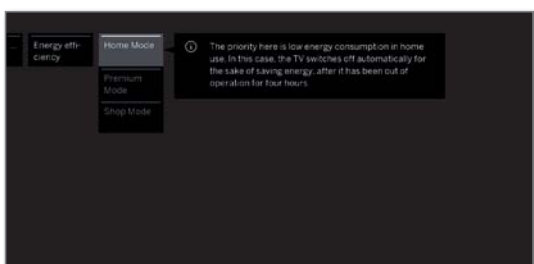 ...
Energy effi-
ciency
Home Mode
Premium
Mode
Shop Mode
The priority here is low energy consumption in home
use. In this case, the TV switches off automatically for
the sake of saving energy, after it has been out of
operation for four hours.